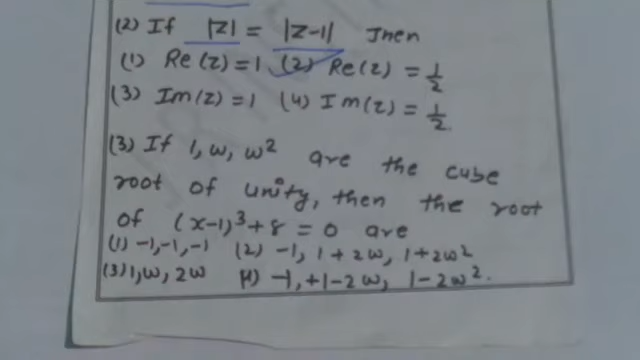 (2) If |z| = |z-1| Then
(1) Re(z) = 1 (2) Re(z) = 1/2
(3) Im(z) = 1 (4) Im(z) = 1/2.
(3) If 1, ω, ω² are the cube
root of unity, then the root
of (x-1)³+8 = 0 are
(1) -1,-1,-1 (2) -1, 1+2ω, 1+2ω²
(3) 1, ω, 2ω (4) -1, +1-2ω, 1-2ω².